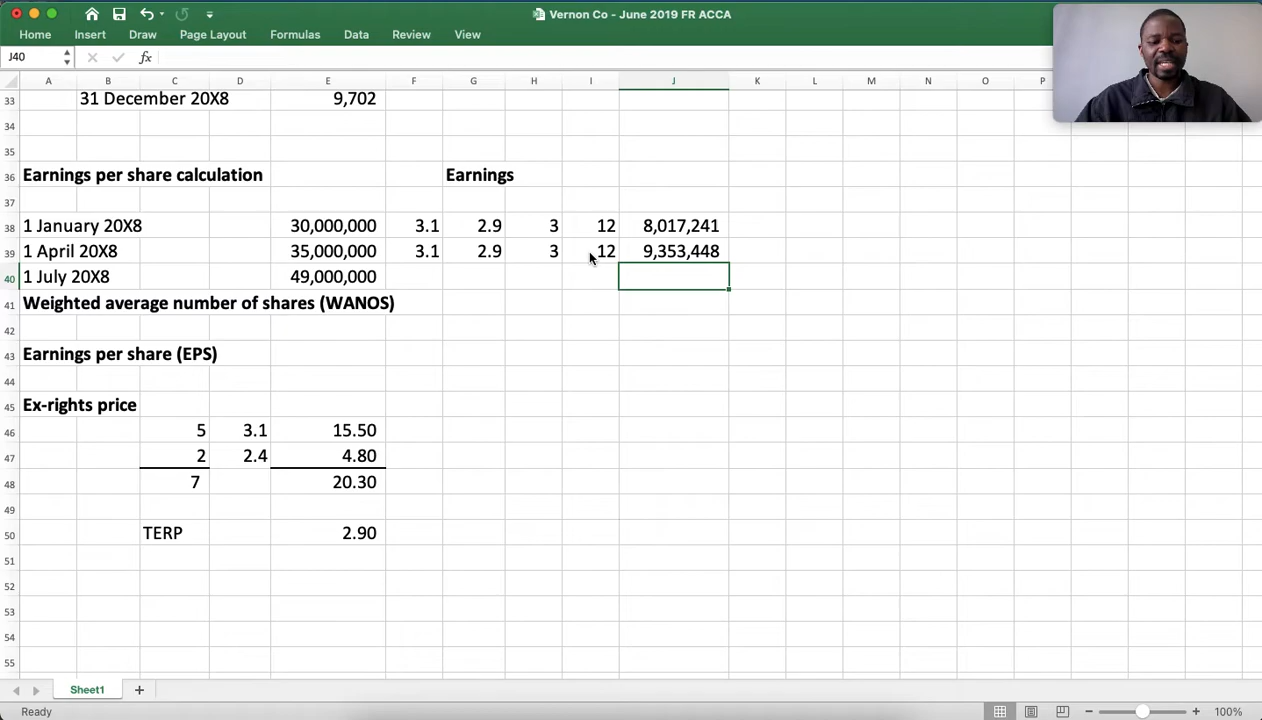 Vernon Co - June 2019 FR ACCA
Home Insert Draw Page Layout Formulas Data Review View
J40 fx
A B C D E F G H I J K L M N O P
33 31 December 20X8 9,702
34
35
36 Earnings per share calculation Earnings
37
38 1 January 20X8 30,000,000 3.1 2.9 3 12 8,017,241
39 1 April 20X8 35,000,000 3.1 2.9 3 12 9,353,448
40 1 July 20X8 49,000,000
41 Weighted average number of shares (WANOS)
42
43 Earnings per share (EPS)
44
45 Ex-rights price
46 5 3.1 15.50
47 2 2.4 4.80
48 7 20.30
49
50 TERP 2.90
51
52
53
54
55
Sheet1
Ready 100%